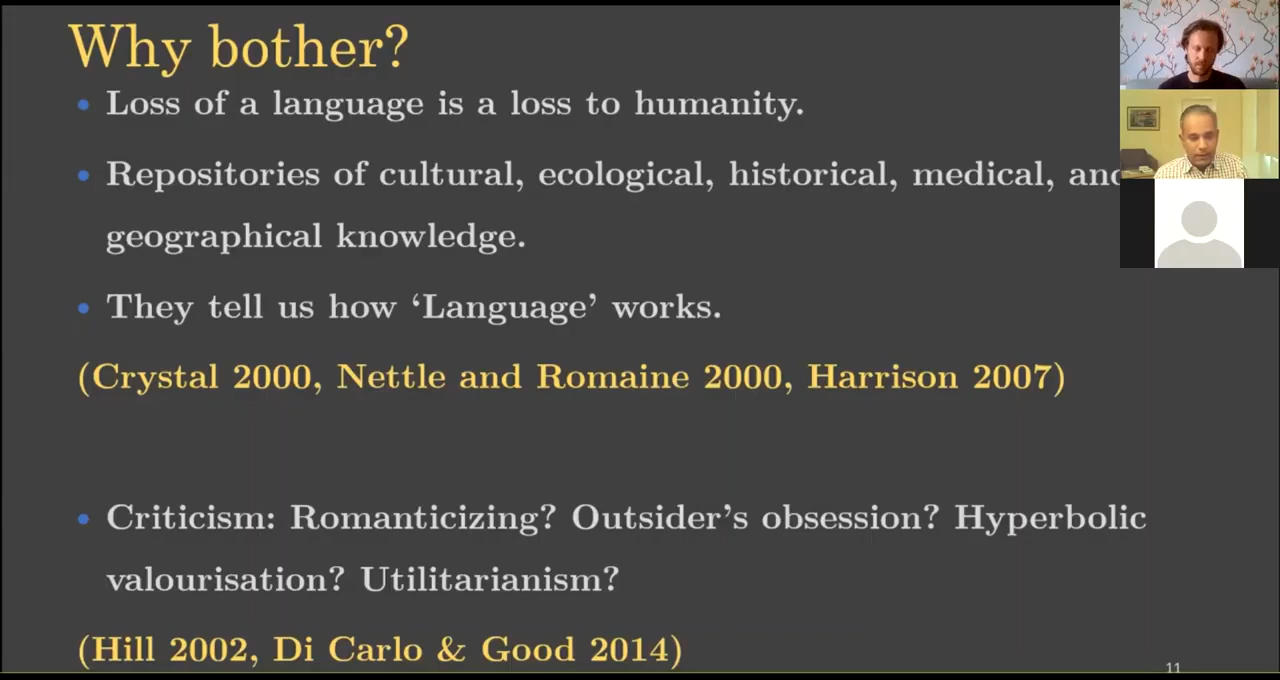 Why bother?
Loss of a language is a loss to humanity.
Repositories of cultural, ecological, historical, medical, and
geographical knowledge.
They tell us how ‘Language’ works.
(Crystal 2000, Nettle and Romaine 2000, Harrison 2007)
Criticism: Romanticizing? Outsider’s obsession? Hyperbolic
valourisation? Utilitarianism?
(Hill 2002, Di Carlo & Good 2014)
11